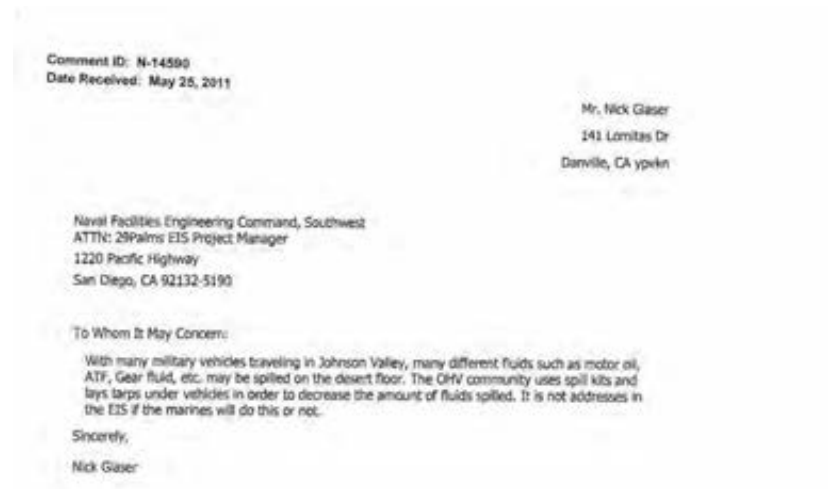 Comment ID: N-14590
Date Received: May 25, 2011
Mr. Nick Glaser
141 Lomitas Dr
Danville, CA ypvkn
Naval Facilities Engineering Command, Southwest
ATTN: 29Palms EIS Project Manager
1220 Pacific Highway
San Diego, CA 92132-5190
To Whom It May Concern:
With many military vehicles traveling in Johnson Valley, many different fluids such as motor oil,
ATF, Gear fluid, etc. may be spilled on the desert floor. The OHV community uses spill kits and
lays tarps under vehicles in order to decrease the amount of fluids spilled. It is not addresses in
the EIS if the marines will do this or not.
Sincerely,
Nick Glaser